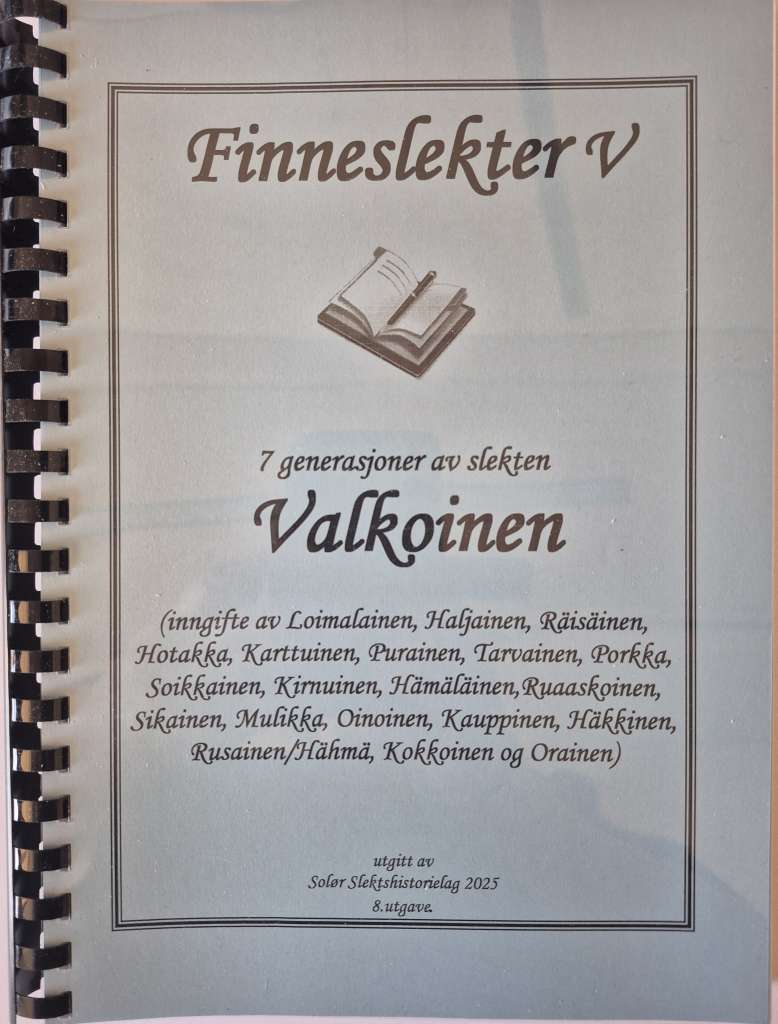 Finneslekter V
7 generasjoner av slekten
Valkoinen
(inngifte av Loimalainen, Haljainen, Räisäinen,
Hotakka, Karttuinen, Purainen, Tarvainen, Porkka,
Soikkainen, Kirnuinen, Hämäläinen,Ruaaskoinen,
Sikainen, Mulikka, Oinoinen, Kauppinen, Häkkinen,
Rusainen/Hähmä, Kokkoinen og Orainen)
utgitt av
Solør Slektshistorielag 2025
8.utgave.